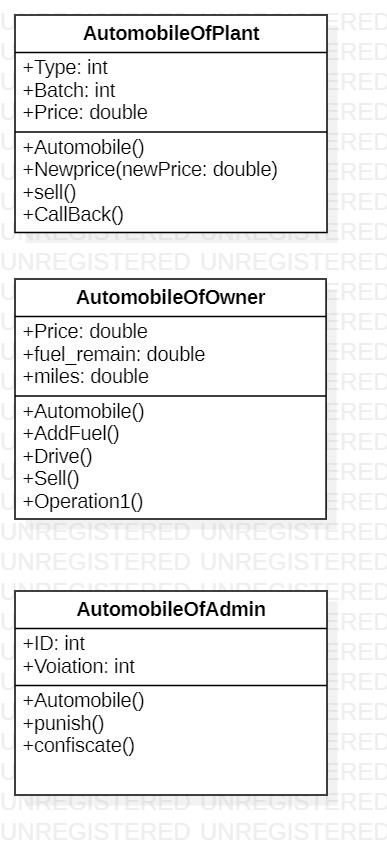 AutomobileOfPlant
+Type: int
+Batch: int
+Price: double
+Automobile()
+Newprice(newPrice: double)
+sell()
+CallBack()
UNREGISTERED UNREGISTERED
AutomobileOfOwner
+Price: double
+fuel_remain: double
+miles: double
+Automobile()
+AddFuel()
+Drive()
+Sell()
+Operation1()
UNREGISTERED UNREGISTERED
UNREGISTERED UNREGISTERED
AutomobileOfAdmin
+ID: int
+Voiation: int
+Automobile()
+punish()
+confiscate()
UNREGISTERED UNREGISTERED
UNREGISTERED UNREGISTERED